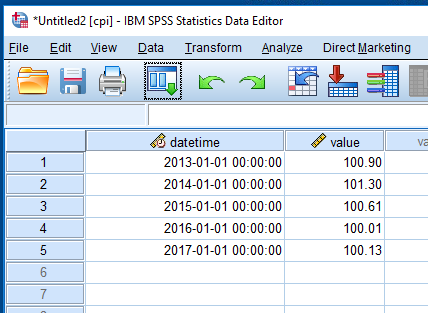 *Untitled2 [cpi] - IBM SPSS Statistics Data Editor
File Edit View Data Transform Analyze Direct Marketing
datetime value va
1 2013-01-01 00:00:00 100.90
2 2014-01-01 00:00:00 101.30
3 2015-01-01 00:00:00 100.61
4 2016-01-01 00:00:00 100.01
5 2017-01-01 00:00:00 100.13
6
7